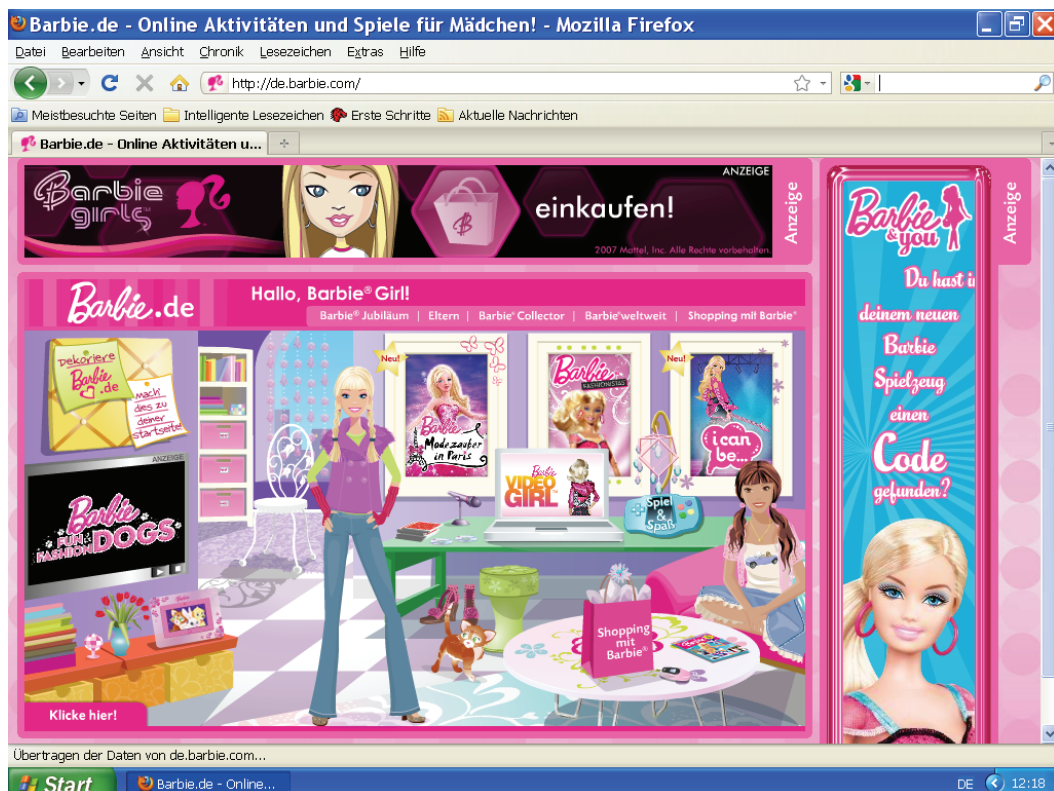 Barbie.de - Online Aktivitäten und Spiele für Mädchen! - Mozilla Firefox
Datei Bearbeiten Ansicht Chronik Lesezeichen Extras Hilfe
http://de.barbie.com/
Meistbesuchte Seiten Intelligente Lesezeichen Erste Schritte Aktuelle Nachrichten
Barbie.de - Online Aktivitäten u...
Barbie
girls
B
einkaufen!
ANZEIGE
2007 Mattel, Inc. Alle Rechte vorbehalten.
Anzeige
Barbie.de
Hallo, Barbie® Girl!
Barbie® Jubiläum | Eltern | Barbie® Collector | Barbie® weltweit | Shopping mit Barbie®
Dekoriere
Barbie
.de
mach'
dies zu
deiner
startseite!
ANZEIGE
Barbie
FUN &
FASHION DOGS
Neu!
Barbie
Modezauber
in Paris
Barbie
FASHIONISTAS
Neu!
i can
be...
Barbie
VIDEO
GIRL
Spiel
&
Spaß
Shopping
mit
Barbie®
Klicke hier!
Barbie
& you
Du hast i
deinem neuen
Barbie
Spielzeug
einen
Code
gefunden?
Anzeige
Übertragen der Daten von de.barbie.com...
Start
Barbie.de - Online...
DE
12:18